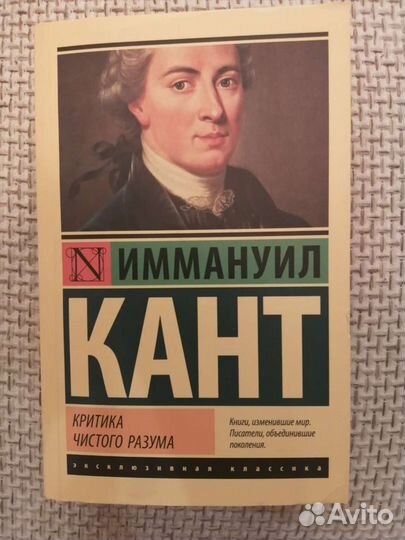 N ИММАНУИЛ
КАНТ
КРИТИКА
ЧИСТОГО РАЗУМА
Книги, изменившие мир.
Писатели, объединившие
поколения.
эксклюзивная классика
Avito